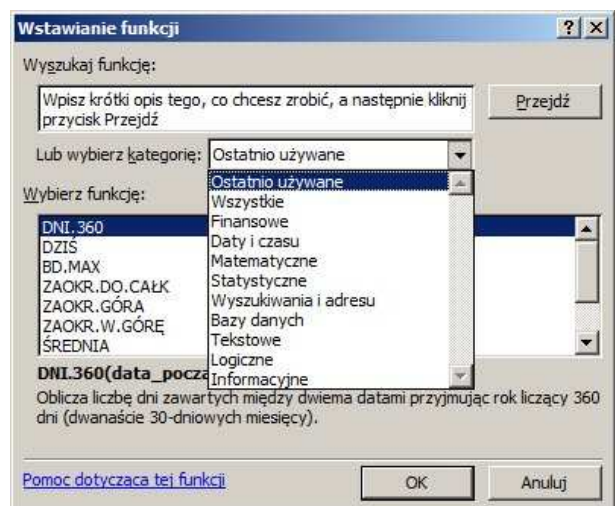 Wstawianie funkcji
Wyszukaj funkcję:
Wpisz krótki opis tego, co chcesz zrobić, a następnie kliknij
przycisk Przejdź
Przejdź
Lub wybierz kategorię: Ostatnio używane
Ostatnio używane
Wszystkie
Finansowe
Daty i czasu
Matematyczne
Statystyczne
Wyszukiwania i adresu
Bazy danych
Tekstowe
Logiczne
Informacyjne
Wybierz funkcję:
DNI.360
DZIŚ
BD.MAX
ZAOKR.DO.CAŁK
ZAOKR.GÓRA
ZAOKR.W.GÓRĘ
ŚREDNIA
DNI.360(data_pocza
Oblicza liczbę dni zawartych między dwiema datami przyjmując rok liczący 360
dni (dwanaście 30-dniowych miesięcy).
Pomoc dotycząca tej funkcji
OK
Anuluj